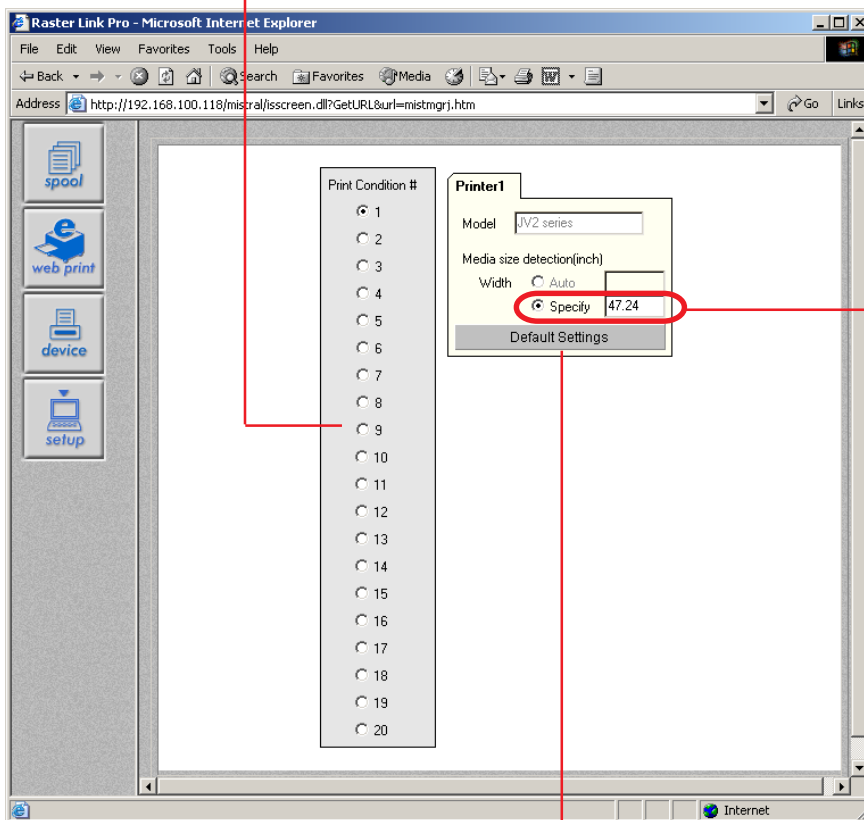 Raster Link Pro - Microsoft Internet Explorer
File Edit View Favorites Tools Help
Back Search Favorites Media
Address http://192.168.100.118/mistral/isscreen.dll?GetURL&url=mistmgrj.htm Go Links
spool
web print
device
setup
Print Condition #
1
2
3
4
5
6
7
8
9
10
11
12
13
14
15
16
17
18
19
20
Printer1
Model JV2 series
Media size detection(inch)
Width Auto
Specify 47.24
Default Settings
Internet